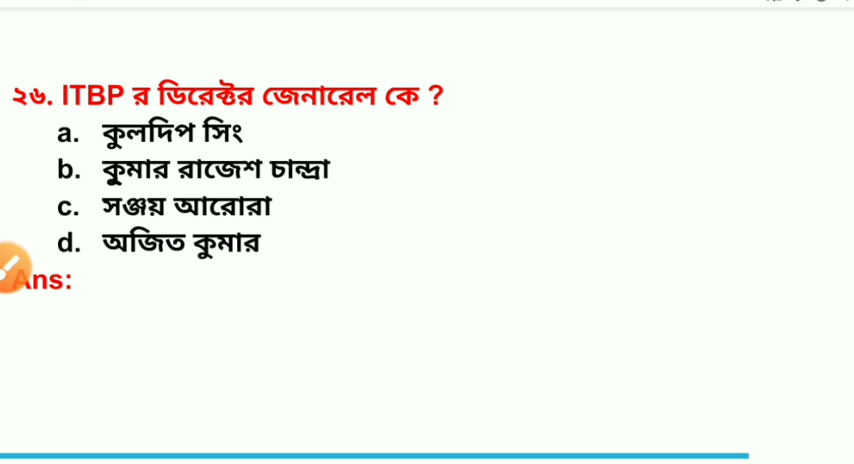 ২৬. ITBP র ডিরেক্টর জেনারেল কে ?
a. কুলদিপ সিং
b. কুমার রাজেশ চান্দ্রা
c. সঞ্জয় আরোরা
d. অজিত কুমার
Ans: